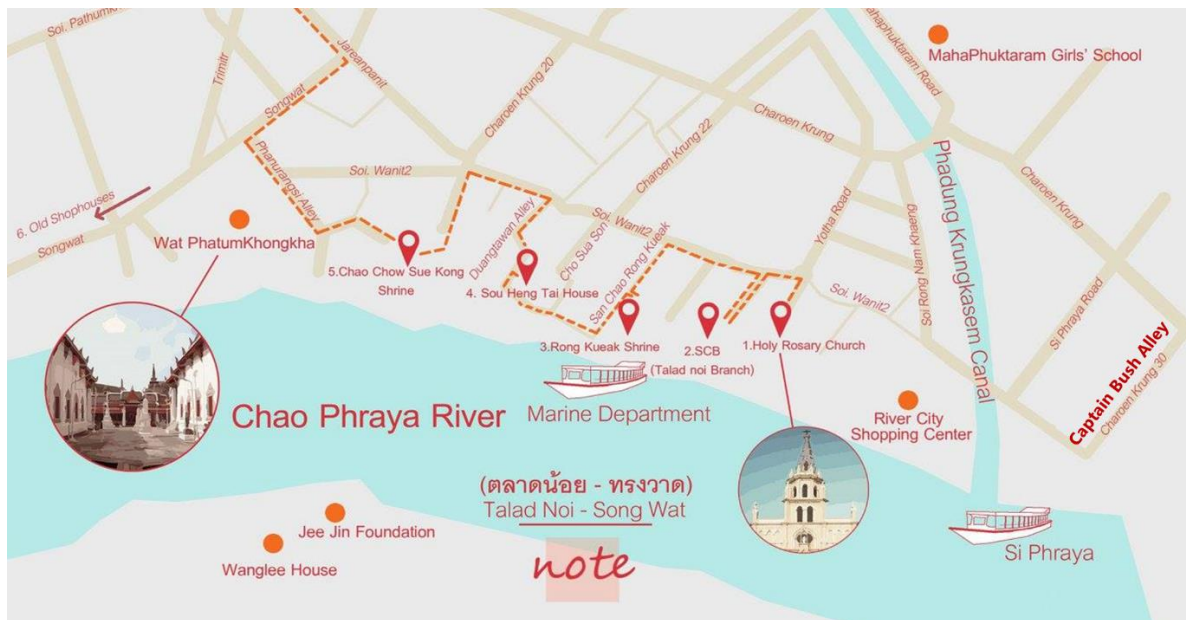 Soi. Pathumk
Trimitr
Songwat
Jareanpanit
Charoen Krung 20
Charoen Krung 22
Charoen Krung
MahaPhuktaram Girls' School
Phadung Krungkasem Canal
Charoen Krung
Phanurangsi Alley
Soi. Wanit2
6. Old Shophouses
Songwat
Wat PhatumKhongkha
5.Chao Chow Sue Kong
Shrine
Duangtawan Alley
4. Sou Heng Tai House
Cho Sua Son
Soi. Wanit2
San Chao Rong Kueak
3.Rong Kueak Shrine
2.SCB
(Talad noi Branch)
1.Holy Rosary Church
Yotha Road
Soi. Wanit2
Soi Rong Nam Khaeng
Si Phraya Road
Captain Bush Alley
Charoen Krung 30
River City
Shopping Center
Marine Department
Chao Phraya River
(ตลาดน้อย - ทรงวาด)
Talad Noi - Song Wat
note
Jee Jin Foundation
Wanglee House
Si Phraya